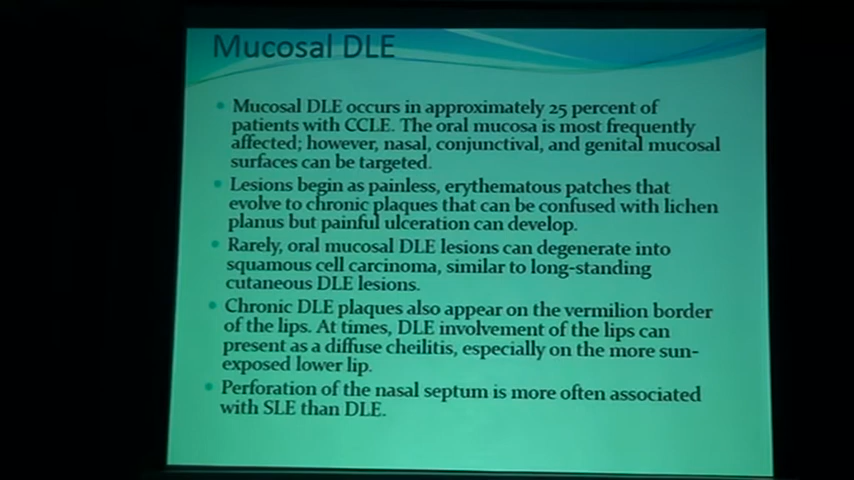 Mucosal DLE
• Mucosal DLE occurs in approximately 25 percent of
patients with CCLE. The oral mucosa is most frequently
affected; however, nasal, conjunctival, and genital mucosal
surfaces can be targeted.
• Lesions begin as painless, erythematous patches that
evolve to chronic plaques that can be confused with lichen
planus but painful ulceration can develop.
• Rarely, oral mucosal DLE lesions can degenerate into
squamous cell carcinoma, similar to long-standing
cutaneous DLE lesions.
• Chronic DLE plaques also appear on the vermilion border
of the lips. At times, DLE involvement of the lips can
present as a diffuse cheilitis, especially on the more sun-
exposed lower lip.
• Perforation of the nasal septum is more often associated
with SLE than DLE.